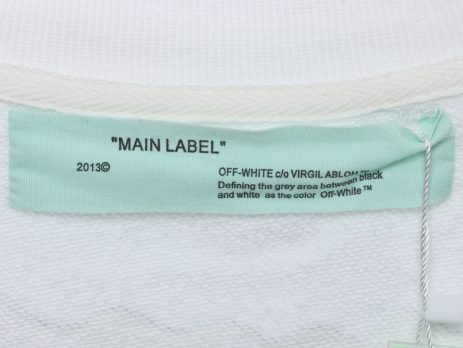 "MAIN LABEL"
2013©
OFF-WHITE c/o VIRGIL ABLOH™
Defining the grey area between black
and white as the color Off-White™